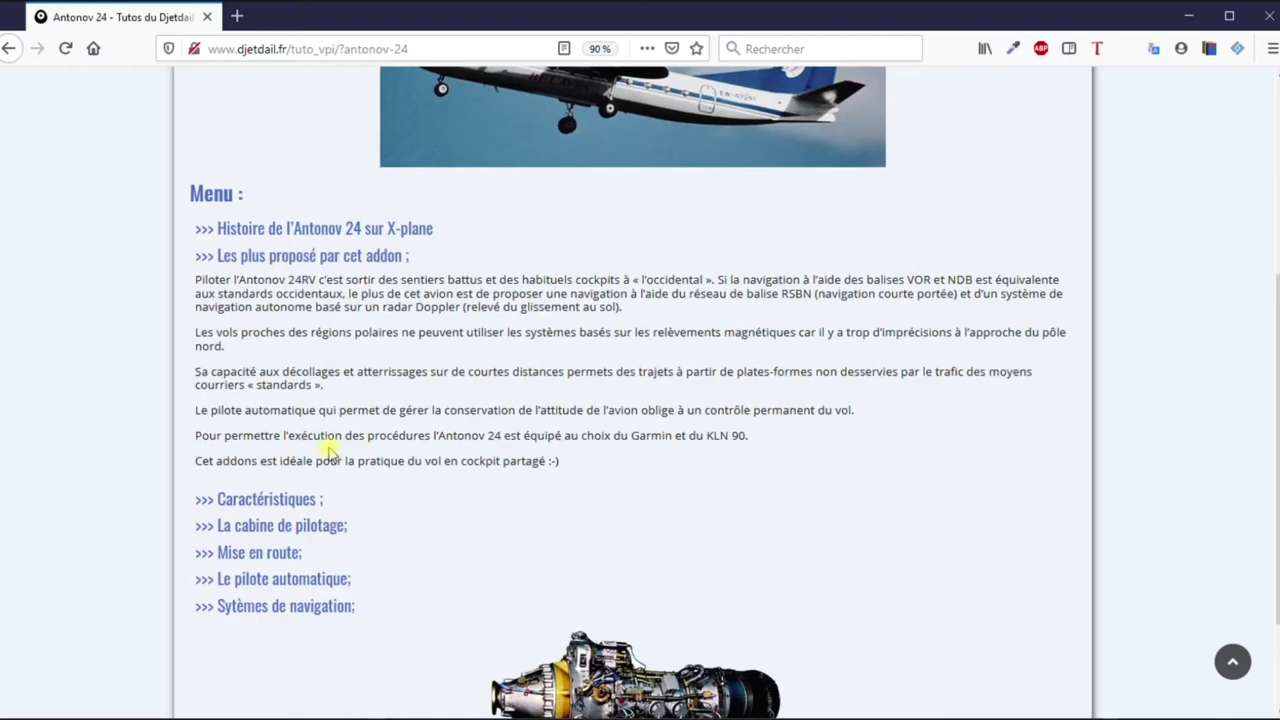 Antonov 24 - Tutos du Djetdail
www.djetdail.fr/tuto_vpi/?antonov-24
90 %
Rechercher
ABP
T
Menu :
>>> Histoire de l'Antonov 24 sur X-plane
>>> Les plus proposé par cet addon ;
Piloter l'Antonov 24RV c'est sortir des sentiers battus et des habituels cockpits à « l'occidental ». Si la navigation à l'aide des balises VOR et NDB est équivalente
aux standards occidentaux, le plus de cet avion est de proposer une navigation à l'aide du réseau de balise RSBN (navigation courte portée) et d'un système de
navigation autonome basé sur un radar Doppler (relevé du glissement au sol).
Les vols proches des régions polaires ne peuvent utiliser les systèmes basés sur les relèvements magnétiques car il y a trop d'imprécisions à l'approche du pôle
nord.
Sa capacité aux décollages et atterrissages sur de courtes distances permets des trajets à partir de plates-formes non desservies par le trafic des moyens
courriers « standards ».
Le pilote automatique qui permet de gérer la conservation de l'attitude de l'avion oblige à un contrôle permanent du vol.
Pour permettre l'exécution des procédures l'Antonov 24 est équipé au choix du Garmin et du KLN 90.
Cet addons est idéale pour la pratique du vol en cockpit partagé :-)
>>> Caractéristiques ;
>>> La cabine de pilotage;
>>> Mise en route;
>>> Le pilote automatique;
>>> Sytèmes de navigation;